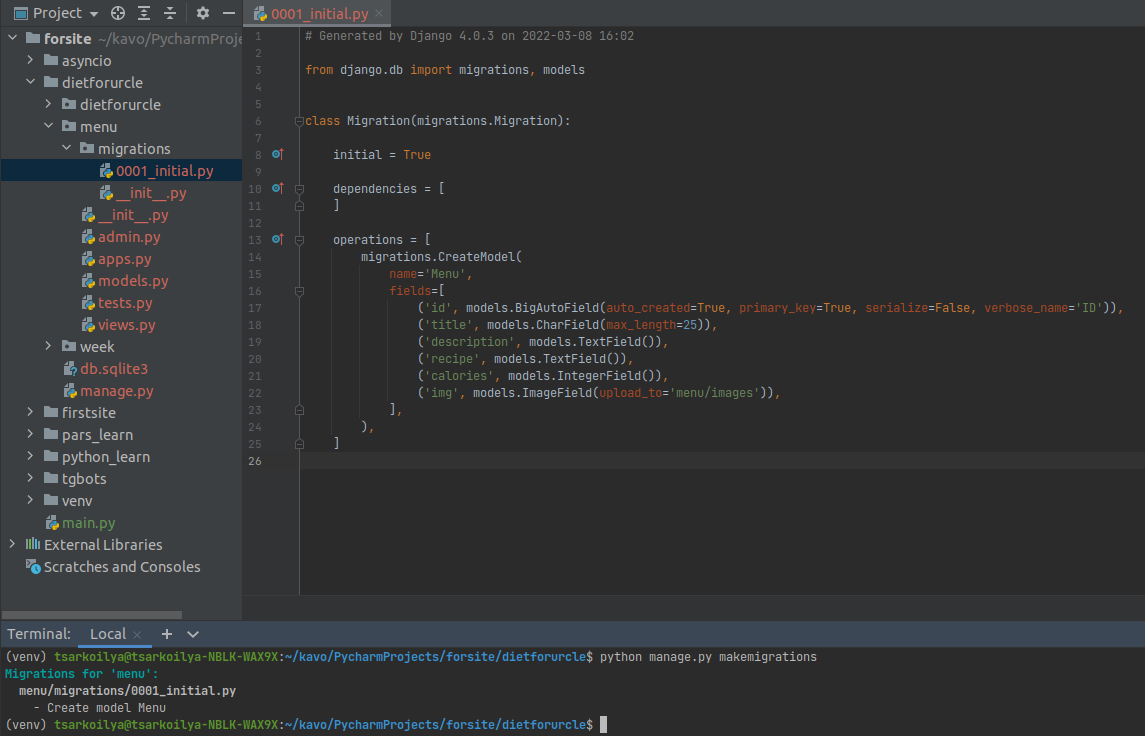 Project
forsite ~/kavo/PycharmProje
asyncio
dietforurcle
dietforurcle
menu
migrations
0001_initial.py
__init__.py
__init__.py
admin.py
apps.py
models.py
tests.py
views.py
week
db.sqlite3
manage.py
firstsite
pars_learn
python_learn
tgbots
venv
main.py
External Libraries
Scratches and Consoles
0001_initial.py
1 # Generated by Django 4.0.3 on 2022-03-08 16:02
2
3 from django.db import migrations, models
4
5
6 class Migration(migrations.Migration):
7
8 initial = True
9
10 dependencies = [
11 ]
12
13 operations = [
14 migrations.CreateModel(
15 name='Menu',
16 fields=[
17 ('id', models.BigAutoField(auto_created=True, primary_key=True, serialize=False, verbose_name='ID')),
18 ('title', models.CharField(max_length=25)),
19 ('description', models.TextField()),
20 ('recipe', models.TextField()),
21 ('calories', models.IntegerField()),
22 ('img', models.ImageField(upload_to='menu/images')),
23 ],
24 ),
25 ]
26
Terminal: Local
(venv) tsarkoilya@tsarkoilya-NBLK-WAX9X:~/kavo/PycharmProjects/forsite/dietforurcle$ python manage.py makemigrations
Migrations for 'menu':
menu/migrations/0001_initial.py
- Create model Menu
(venv) tsarkoilya@tsarkoilya-NBLK-WAX9X:~/kavo/PycharmProjects/forsite/dietforurcle$